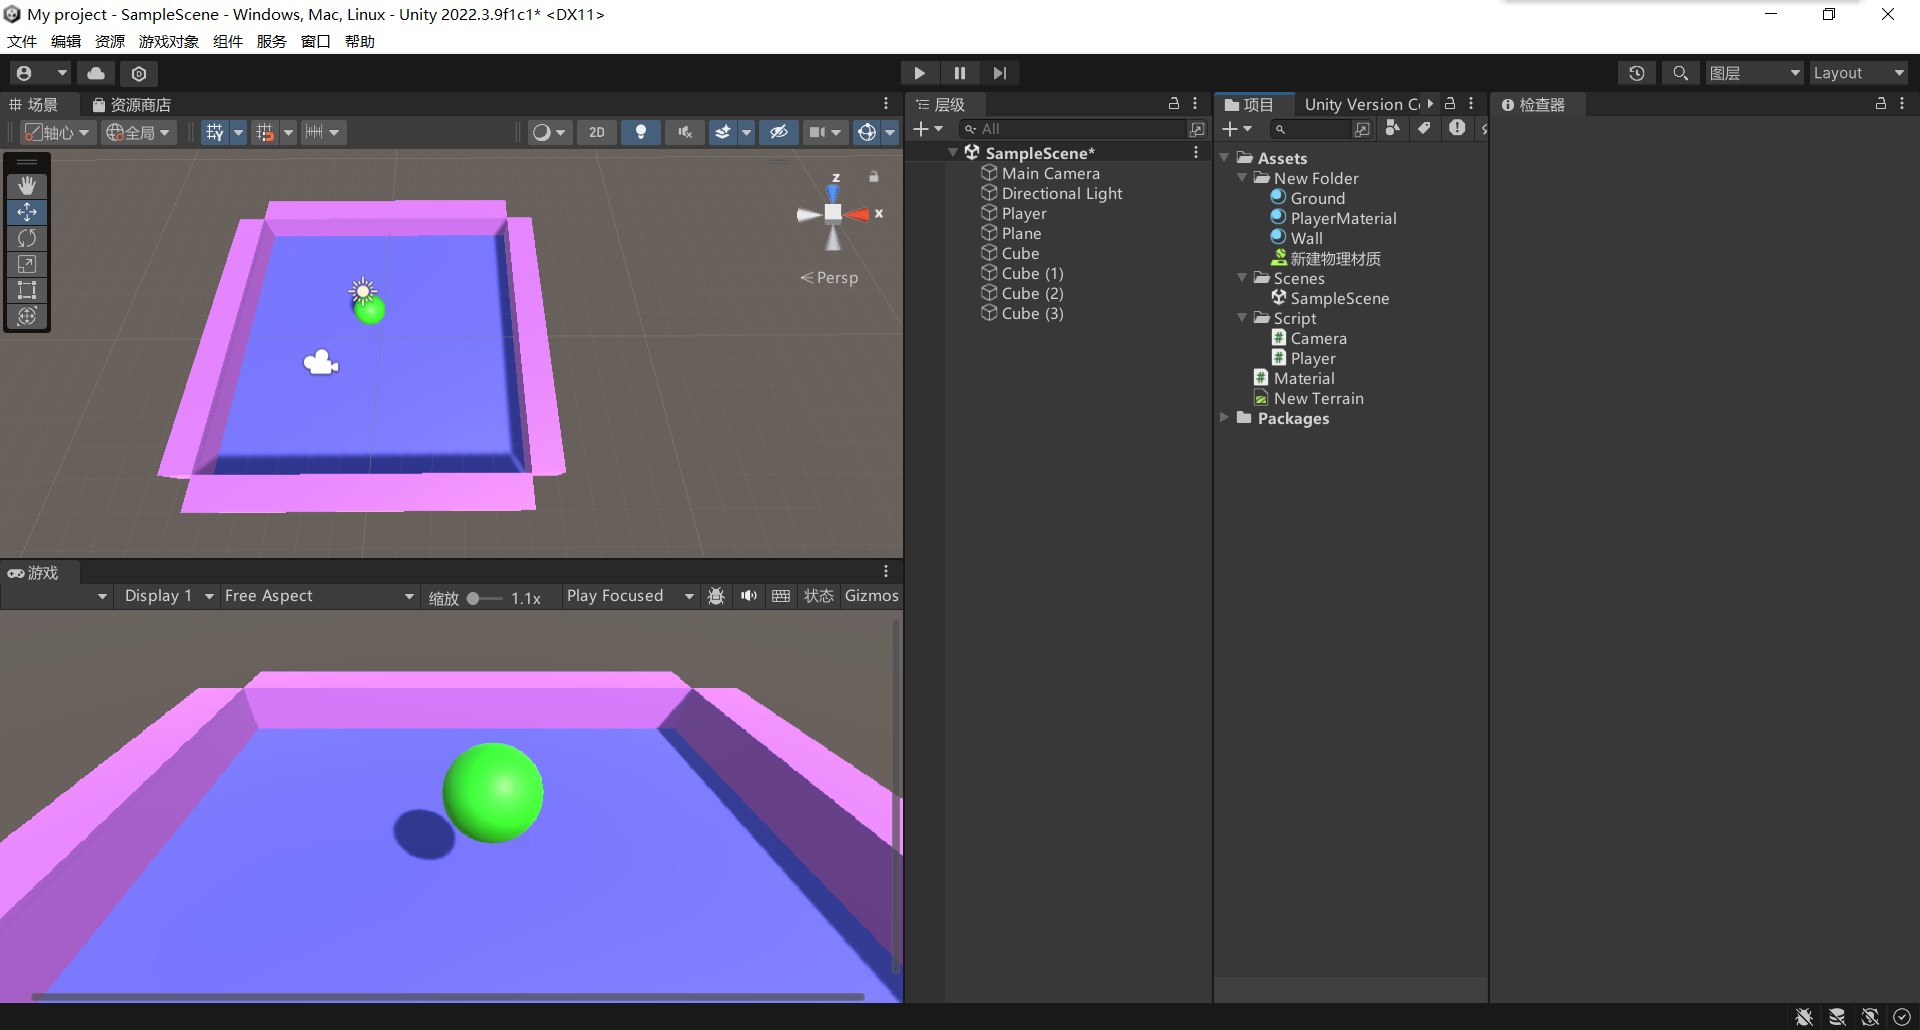 My project - SampleScene - Windows, Mac, Linux - Unity 2022.3.9f1c1* <DX11>
文件 编辑 资源 游戏对象 组件 服务 窗口 帮助
图层 Layout
场景 资源商店
轴心 全局 2D
z
x
Persp
游戏
Display 1 Free Aspect 缩放 1.1x Play Focused 状态 Gizmos
层级
All
SampleScene*
Main Camera
Directional Light
Player
Plane
Cube
Cube (1)
Cube (2)
Cube (3)
项目 Unity Version Co
Assets
New Folder
Ground
PlayerMaterial
Wall
新建物理材质
Scenes
SampleScene
Script
Camera
Player
Material
New Terrain
Packages
检查器